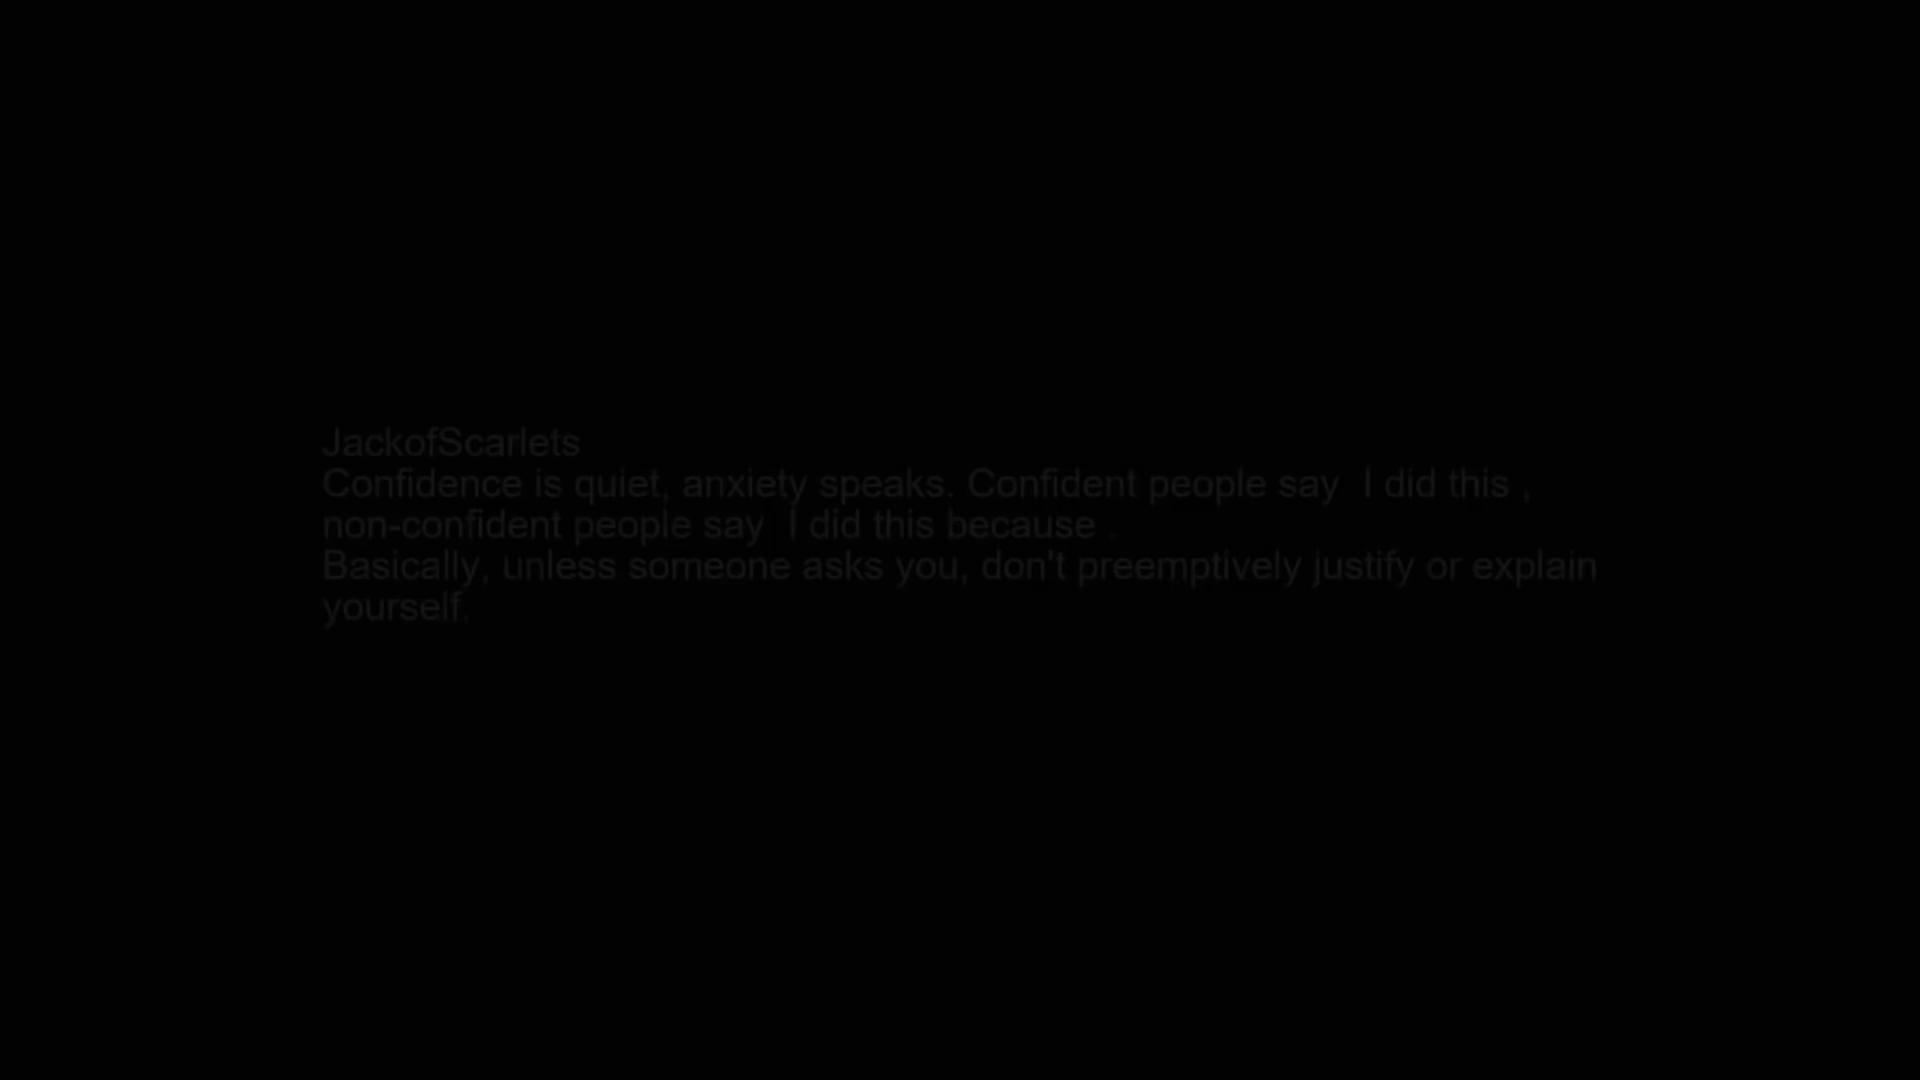 JackofScarlets
Confidence is quiet, anxiety speaks. Confident people say  I did this ,
non-confident people say  I did this because .
Basically, unless someone asks you, don't preemptively justify or explain
yourself.